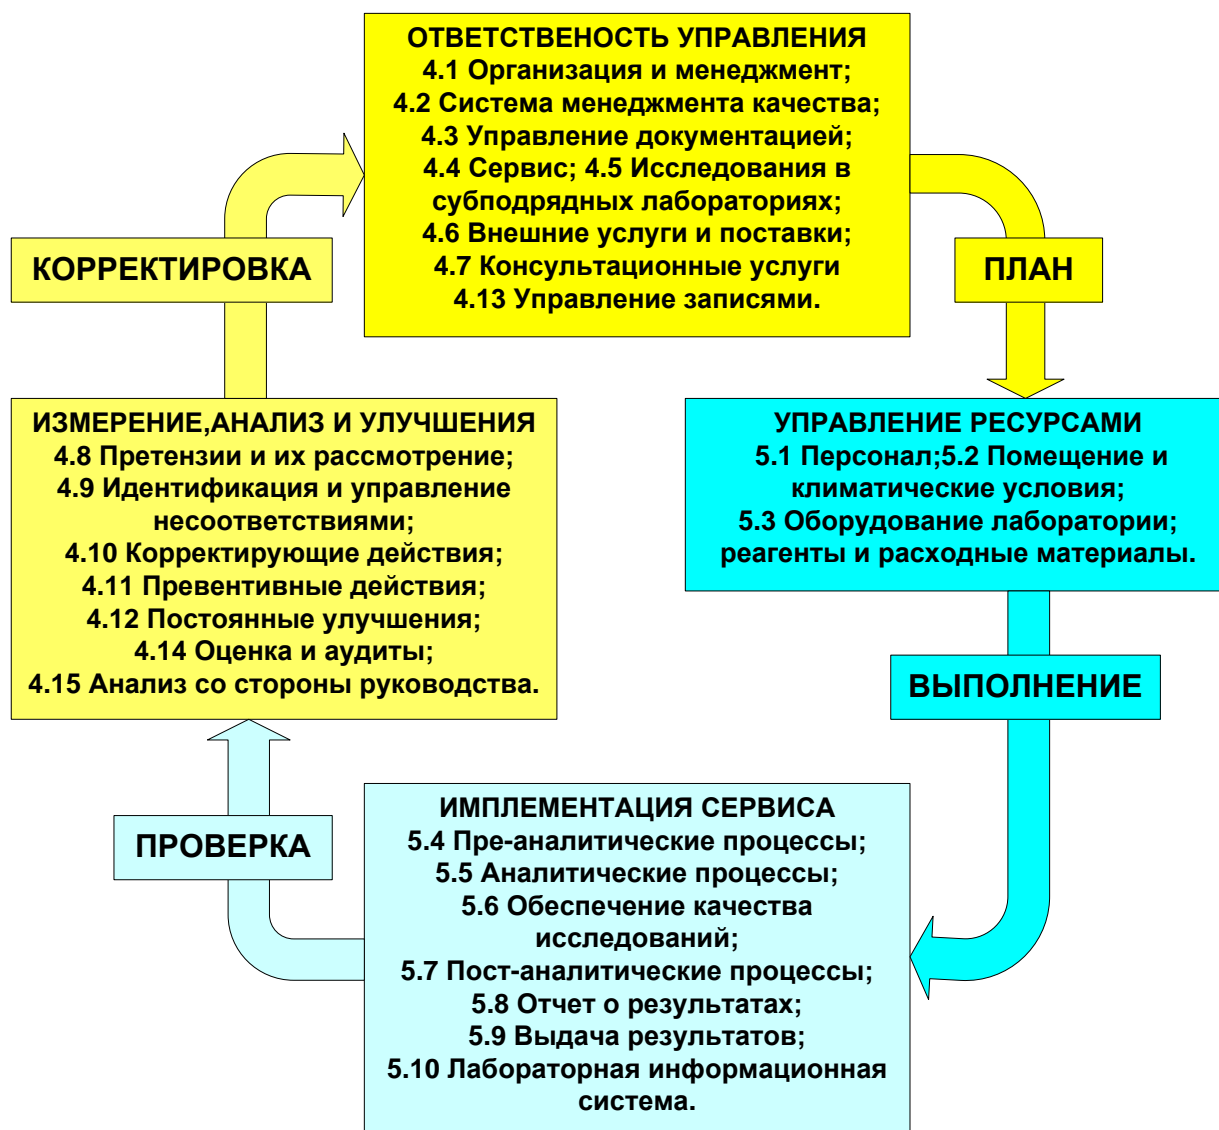 ОТВЕТСТВЕНОСТЬ УПРАВЛЕНИЯ
4.1 Организация и менеджмент;
4.2 Система менеджмента качества;
4.3 Управление документацией;
4.4 Сервис; 4.5 Исследования в
субподрядных лабораториях;
4.6 Внешние услуги и поставки;
4.7 Консультационные услуги
4.13 Управление записями.
КОРРЕКТИРОВКА
ПЛАН
ИЗМЕРЕНИЕ,АНАЛИЗ И УЛУЧШЕНИЯ
4.8 Претензии и их рассмотрение;
4.9 Идентификация и управление
несоответствиями;
4.10 Корректирующие действия;
4.11 Превентивные действия;
4.12 Постоянные улучшения;
4.14 Оценка и аудиты;
4.15 Анализ со стороны руководства.
УПРАВЛЕНИЕ РЕСУРСАМИ
5.1 Персонал;5.2 Помещение и
климатические условия;
5.3 Оборудование лаборатории;
реагенты и расходные материалы.
ВЫПОЛНЕНИЕ
ПРОВЕРКА
ИМПЛЕМЕНТАЦИЯ СЕРВИСА
5.4 Пре-аналитические процессы;
5.5 Аналитические процессы;
5.6 Обеспечение качества
исследований;
5.7 Пост-аналитические процессы;
5.8 Отчет о результатах;
5.9 Выдача результатов;
5.10 Лабораторная информационная
система.